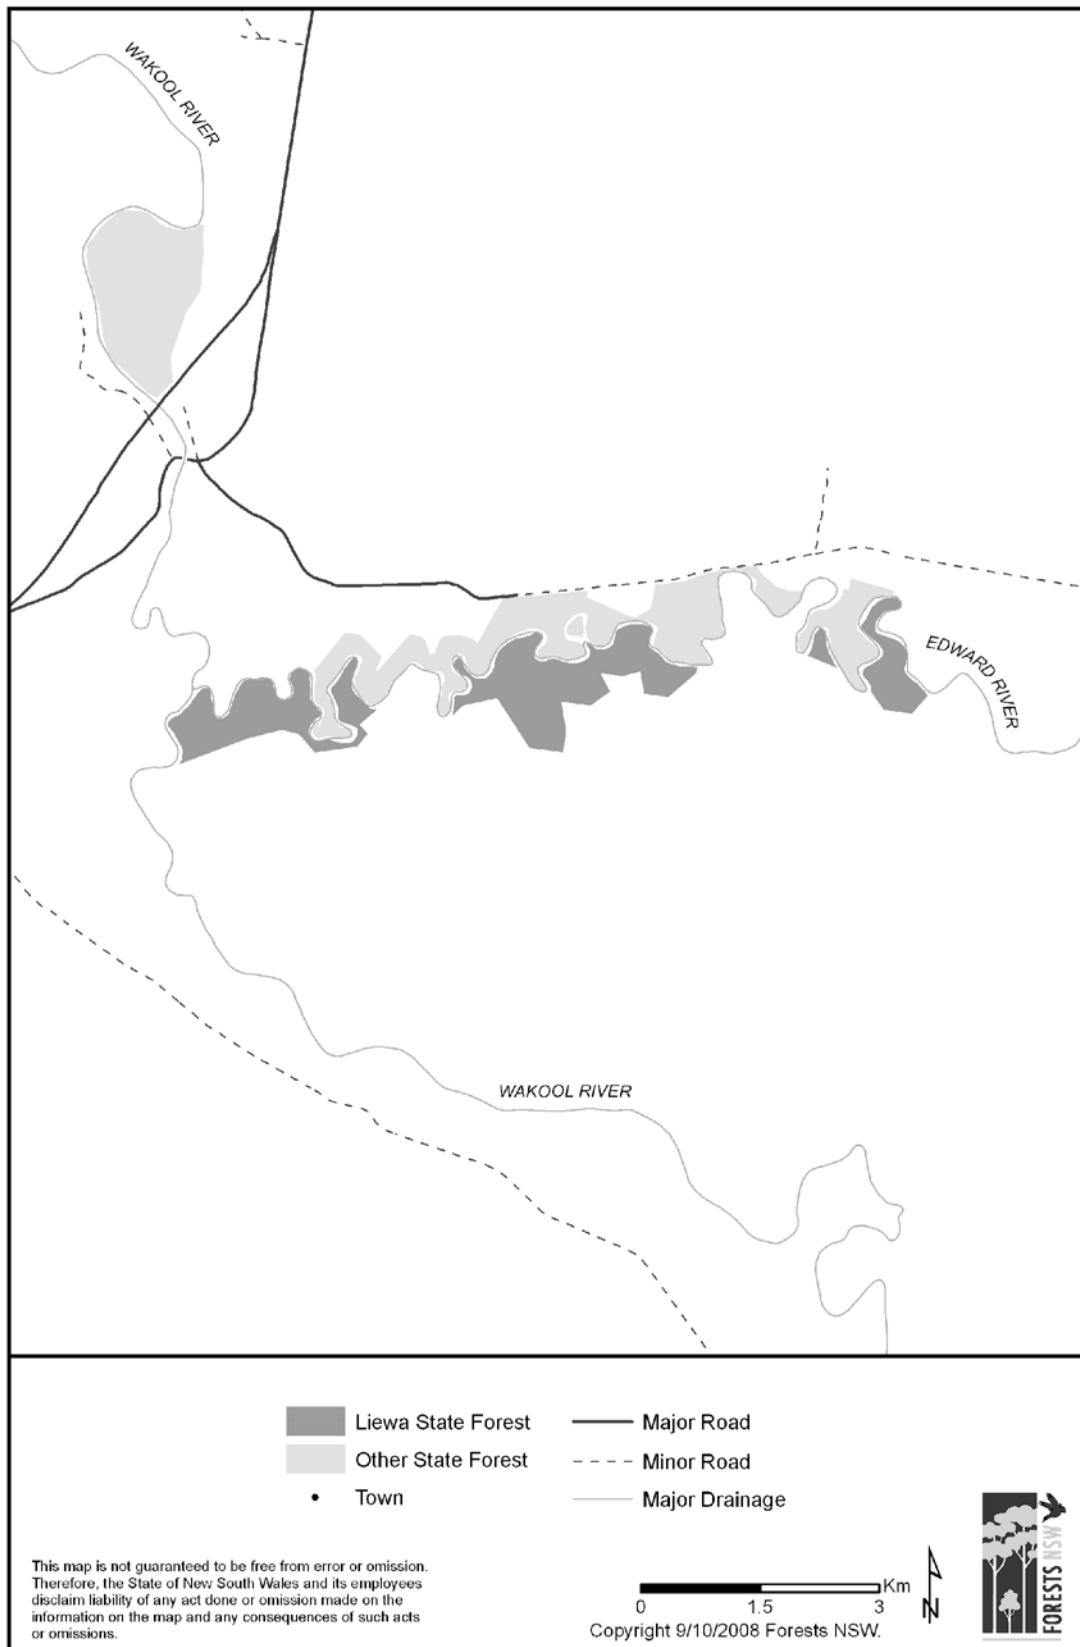 WAKOOL RIVER
EDWARD RIVER
WAKOOL RIVER
Liewa State Forest
Major Road
Other State Forest
Minor Road
Town
Major Drainage
This map is not guaranteed to be free from error or omission.
Therefore, the State of New South Wales and its employees
disclaim liability of any act done or omission made on the
information on the map and any consequences of such acts
or omissions.
Km
0 1.5 3
Copyright 9/10/2008 Forests NSW.
N
FORESTS NSW